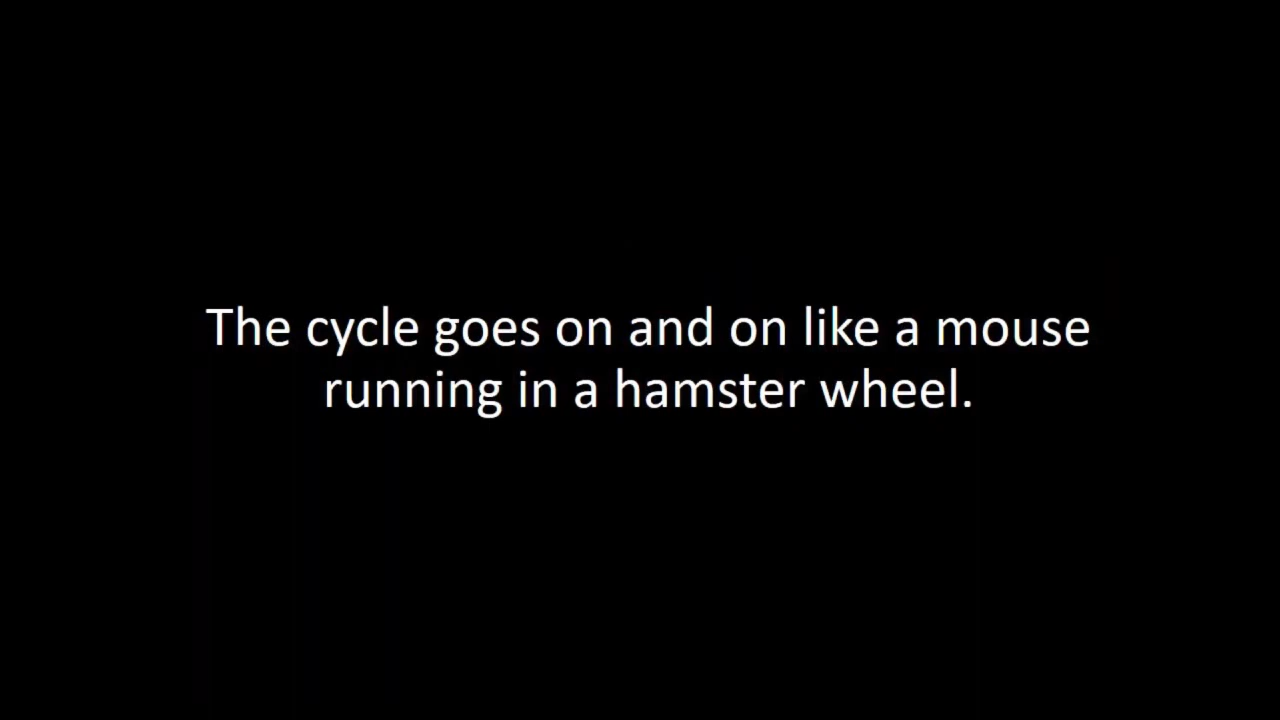 The cycle goes on and on like a mouse
running in a hamster wheel.